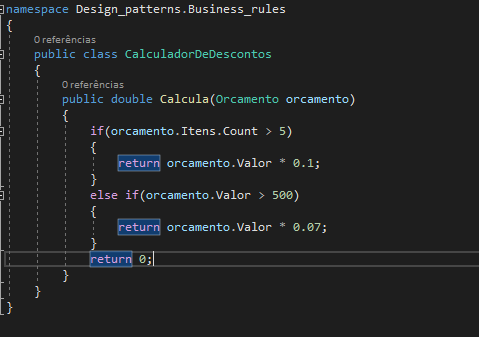 namespace Design_patterns.Business_rules
{
0 referências
public class CalculadorDeDescontos
{
0 referências
public double Calcula(Orcamento orcamento)
{
if(orcamento.Itens.Count > 5)
{
return orcamento.Valor * 0.1;
}
else if(orcamento.Valor > 500)
{
return orcamento.Valor * 0.07;
}
return 0;
}
}
}